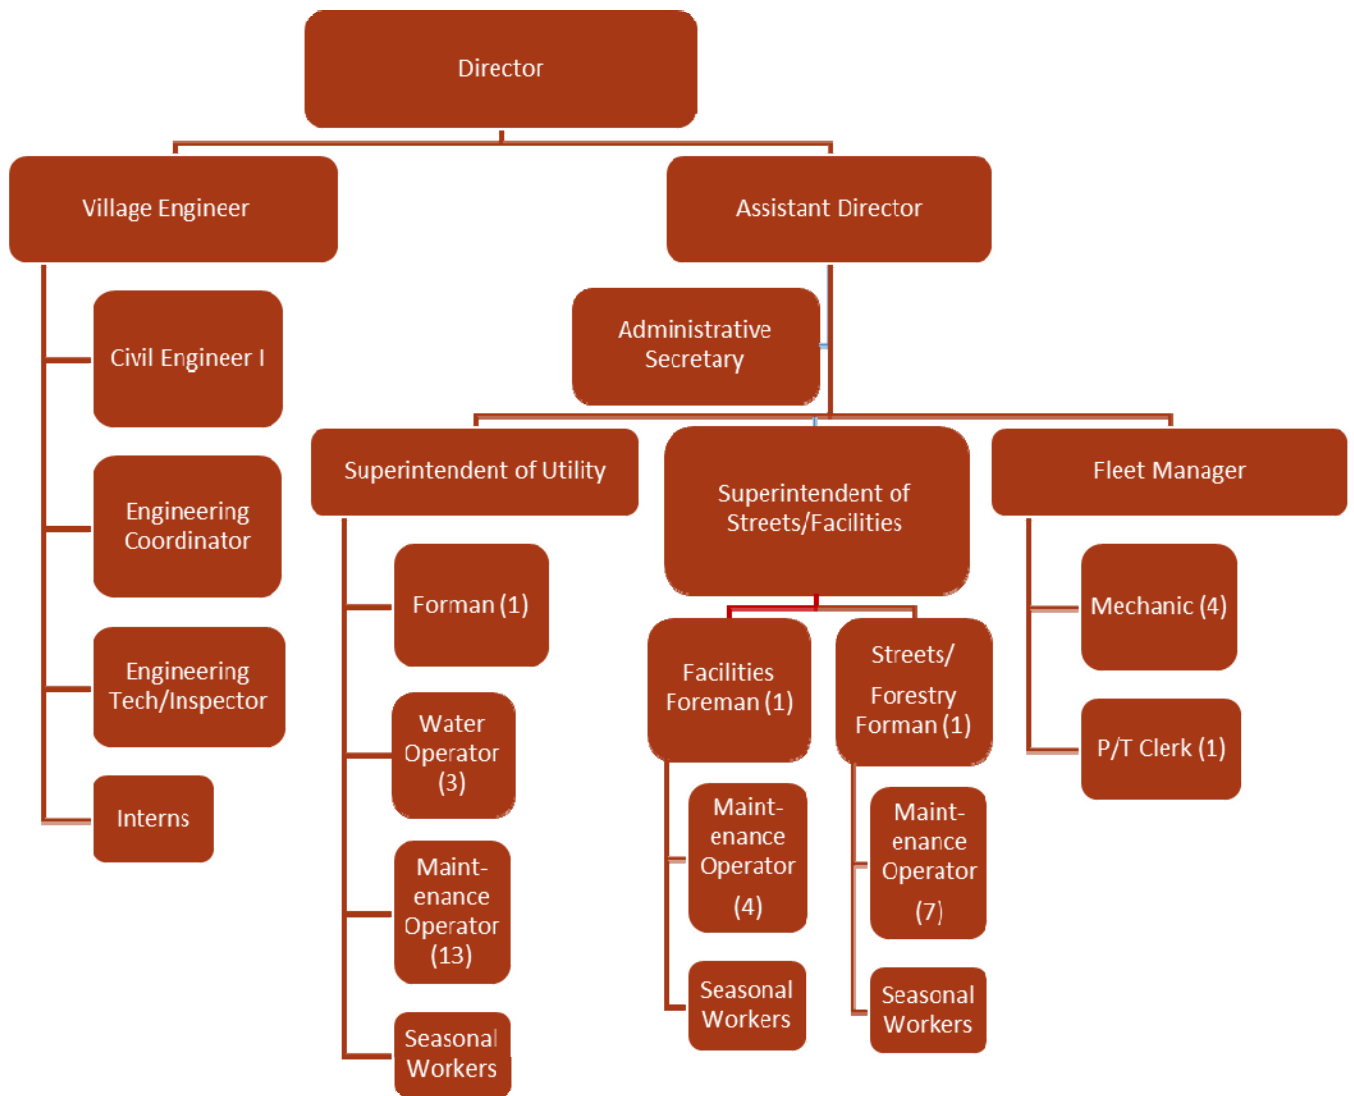 Director
Village Engineer
Assistant Director
Administrative
Secretary
Civil Engineer I
Engineering
Coordinator
Engineering
Tech/Inspector
Interns
Superintendent of Utility
Forman (1)
Water
Operator
(3)
Maint-
enance
Operator
(13)
Seasonal
Workers
Superintendent of
Streets/Facilities
Facilities
Foreman (1)
Maint-
enance
Operator
(4)
Seasonal
Workers
Streets/
Forestry
Forman (1)
Maint-
enance
Operator
(7)
Seasonal
Workers
Fleet Manager
Mechanic (4)
P/T Clerk (1)